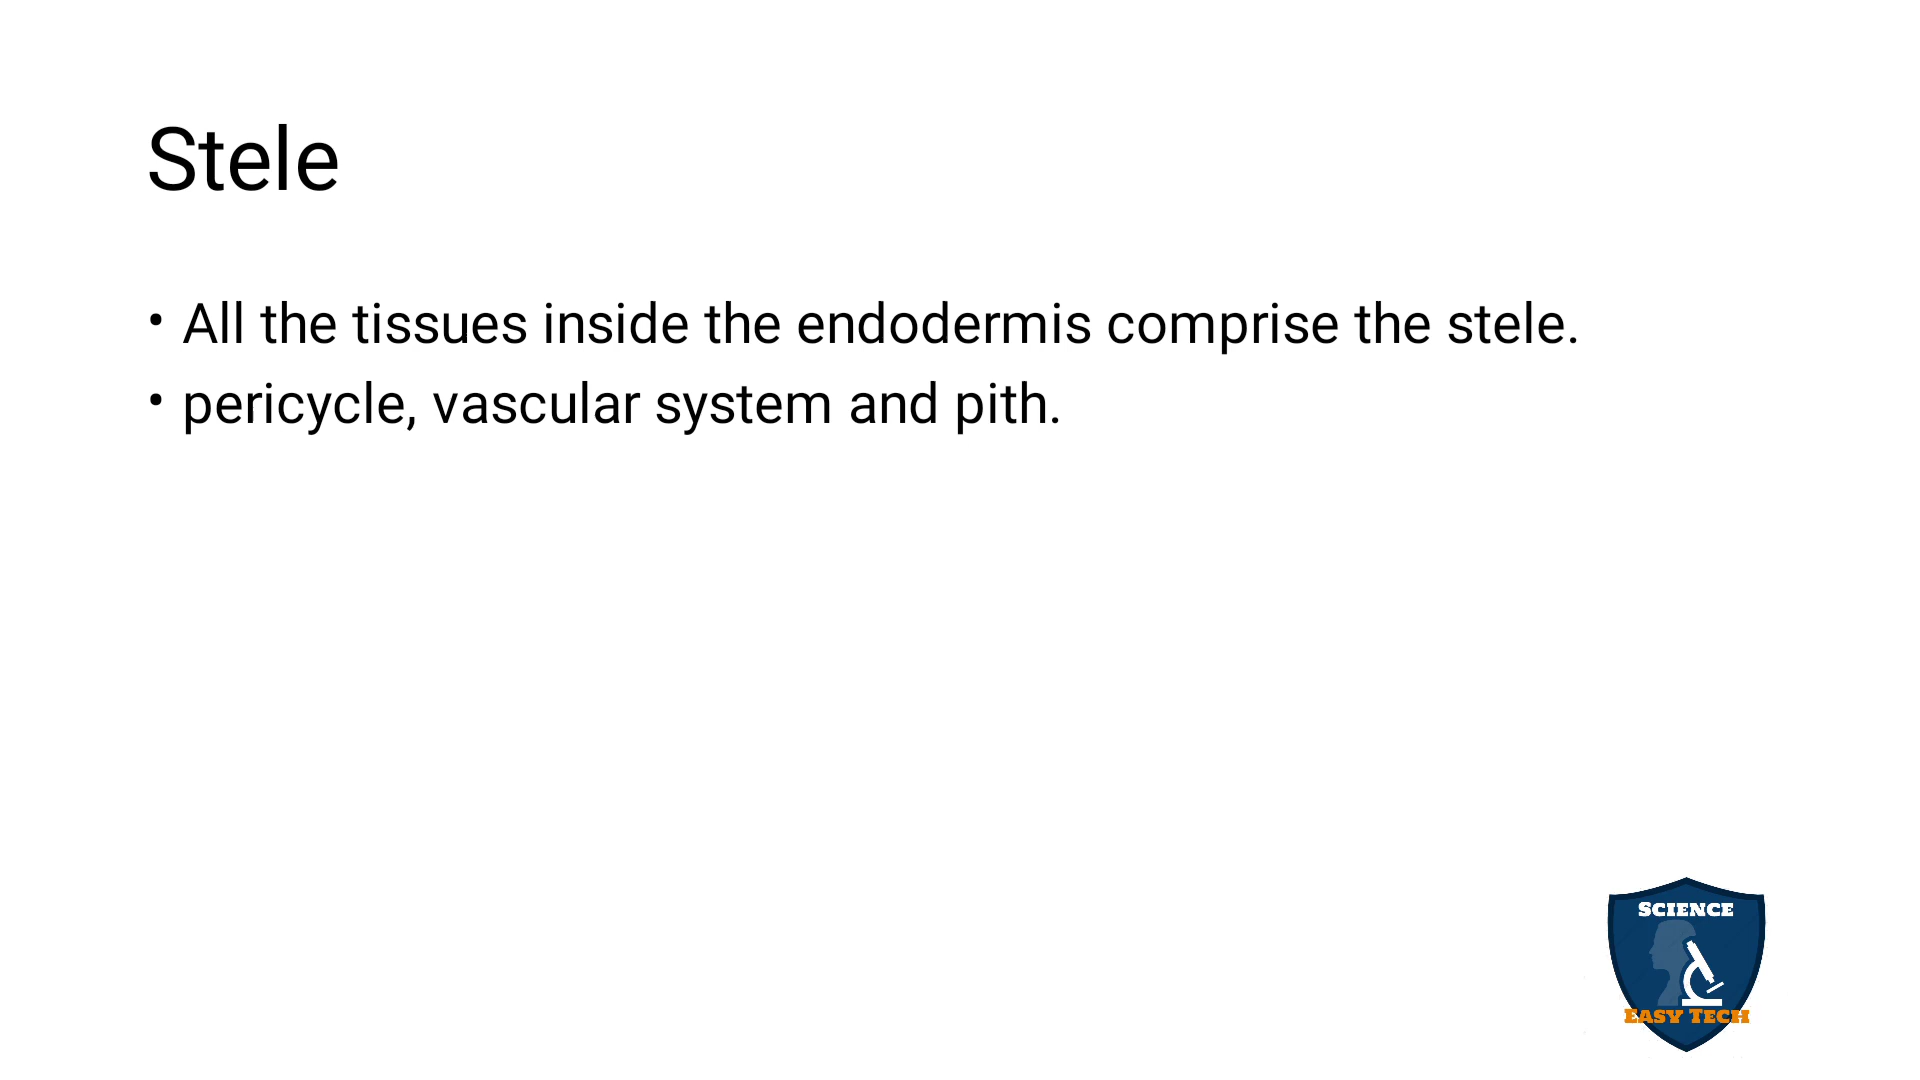 Stele
• All the tissues inside the endodermis comprise the stele.
• pericycle, vascular system and pith.
SCIENCE
EASY TECH